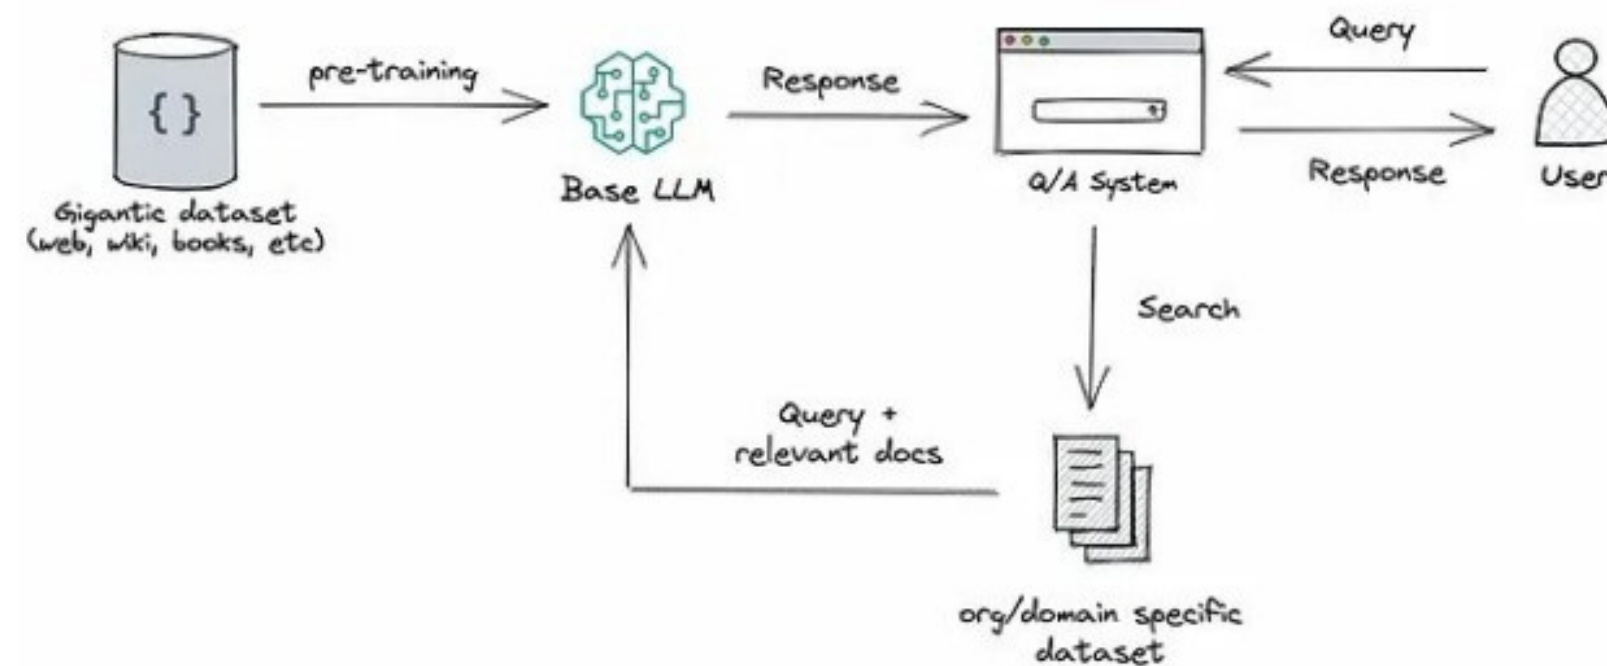 Query
pre-training
Response
{ }
Base LLM
Q/A System
Response
User
Gigantic dataset
(web, wiki, books, etc)
Search
Query +
relevant docs
org/domain specific
dataset